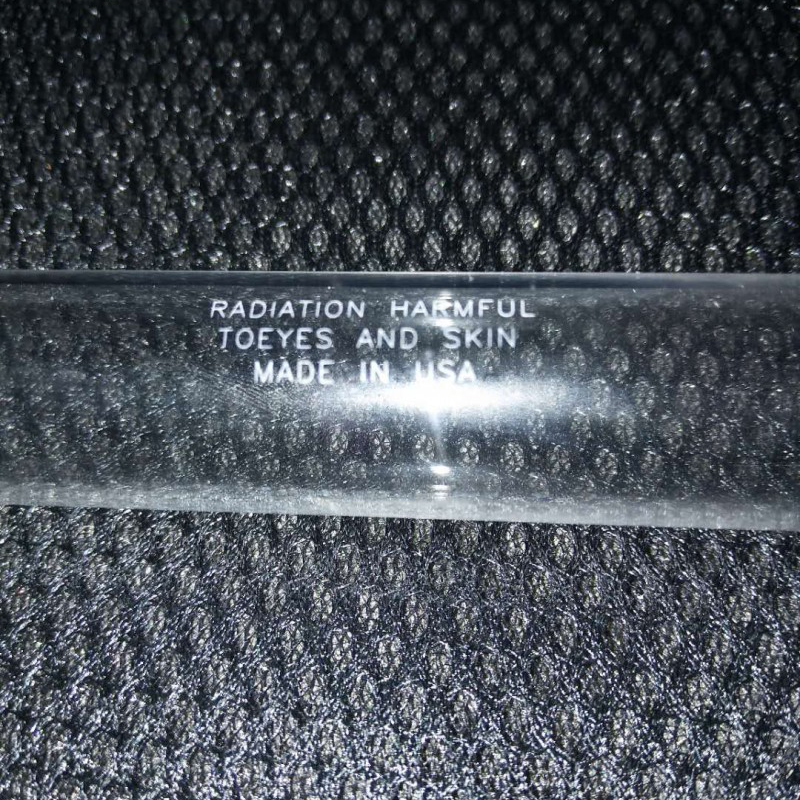 RADIATION HARMFUL
TOEYES AND SKIN
MADE IN USA